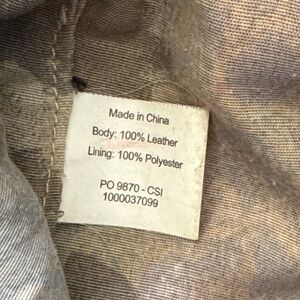 Made in China
Body: 100% Leather
Lining: 100% Polyester
PO 9870 - CSI
1000037099